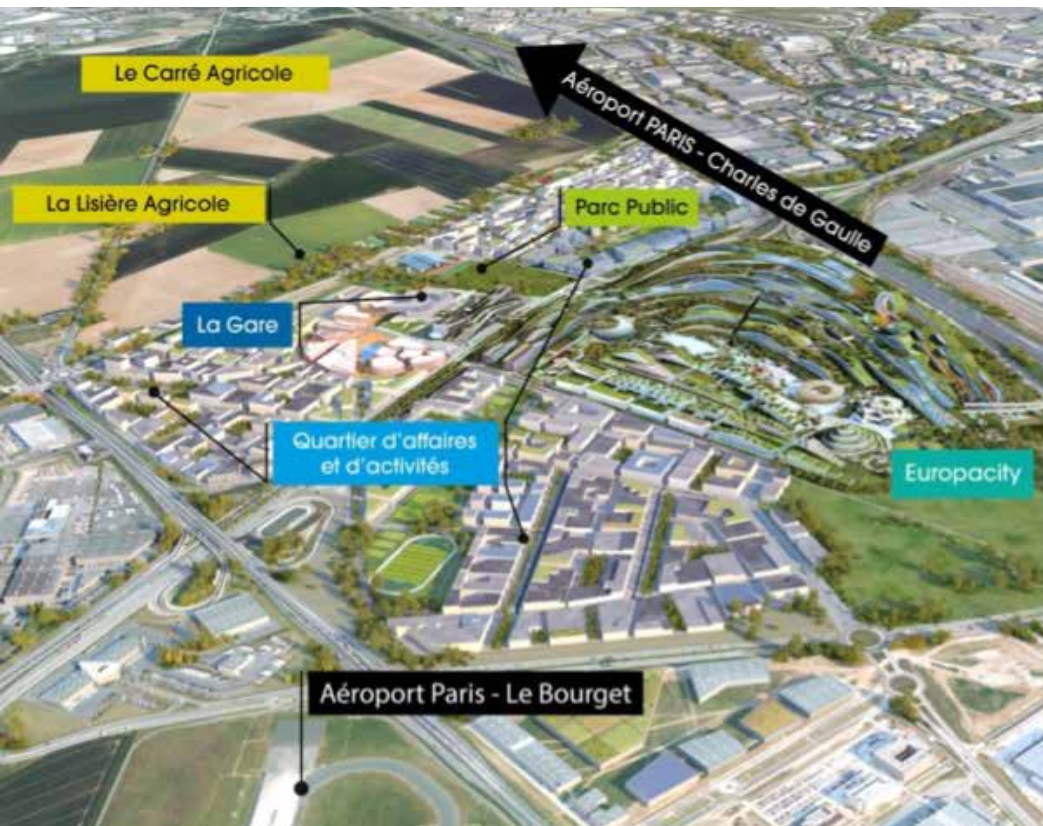 Le Carré Agricole
Aéroport PARIS - Charles de Gaulle
La Lisière Agricole
Parc Public
La Gare
Quartier d'affaires
et d'activités
Europacity
Aéroport Paris - Le Bourget